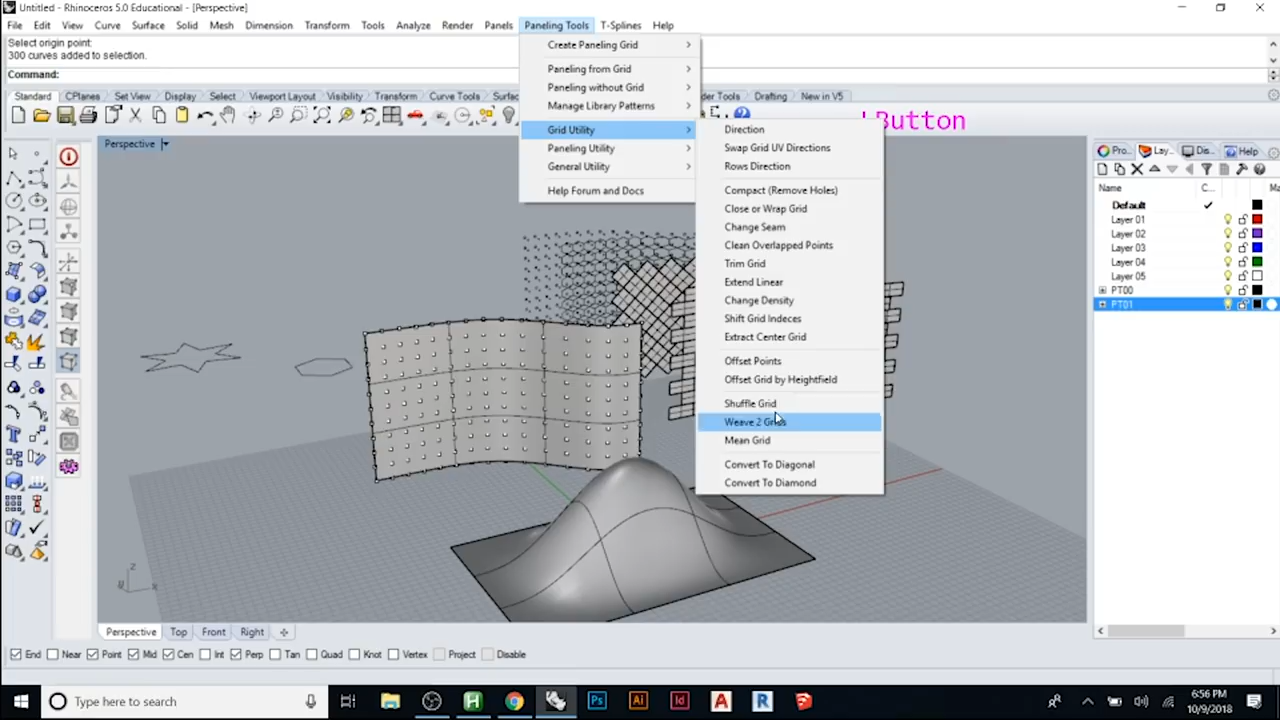 Untitled - Rhinoceros 5.0 Educational - [Perspective]
File Edit View Curve Surface Solid Mesh Dimension Transform Tools Analyze Render Panels Paneling Tools T-Splines Help
Select origin point:
300 curves added to selection.
Command:
Standard CPlanes Set View Display Select Viewport Layout Visibility Transform Curve Tools Drafting New in V5
Button
Perspective
Create Paneling Grid
Paneling from Grid
Paneling without Grid
Manage Library Patterns
Grid Utility
Paneling Utility
General Utility
Help Forum and Docs
Direction
Swap Grid UV Directions
Rows Direction
Compact (Remove Holes)
Close or Wrap Grid
Change Seam
Clean Overlapped Points
Trim Grid
Extend Linear
Change Density
Shift Grid Indeces
Extract Center Grid
Offset Points
Offset Grid by Heightfield
Shuffle Grid
Weave 2 Grids
Mean Grid
Convert To Diagonal
Convert To Diamond
Pro... Lay... Dis... Help
Name C... Ma
Default
Layer 01
Layer 02
Layer 03
Layer 04
Layer 05
PT00
PT01
Z
Perspective Top Front Right
End Near Point Mid Cen Int Perp Tan Quad Knot Vertex Project Disable
Type here to search
Ps Ai Id A R
6:56 PM
10/9/2018